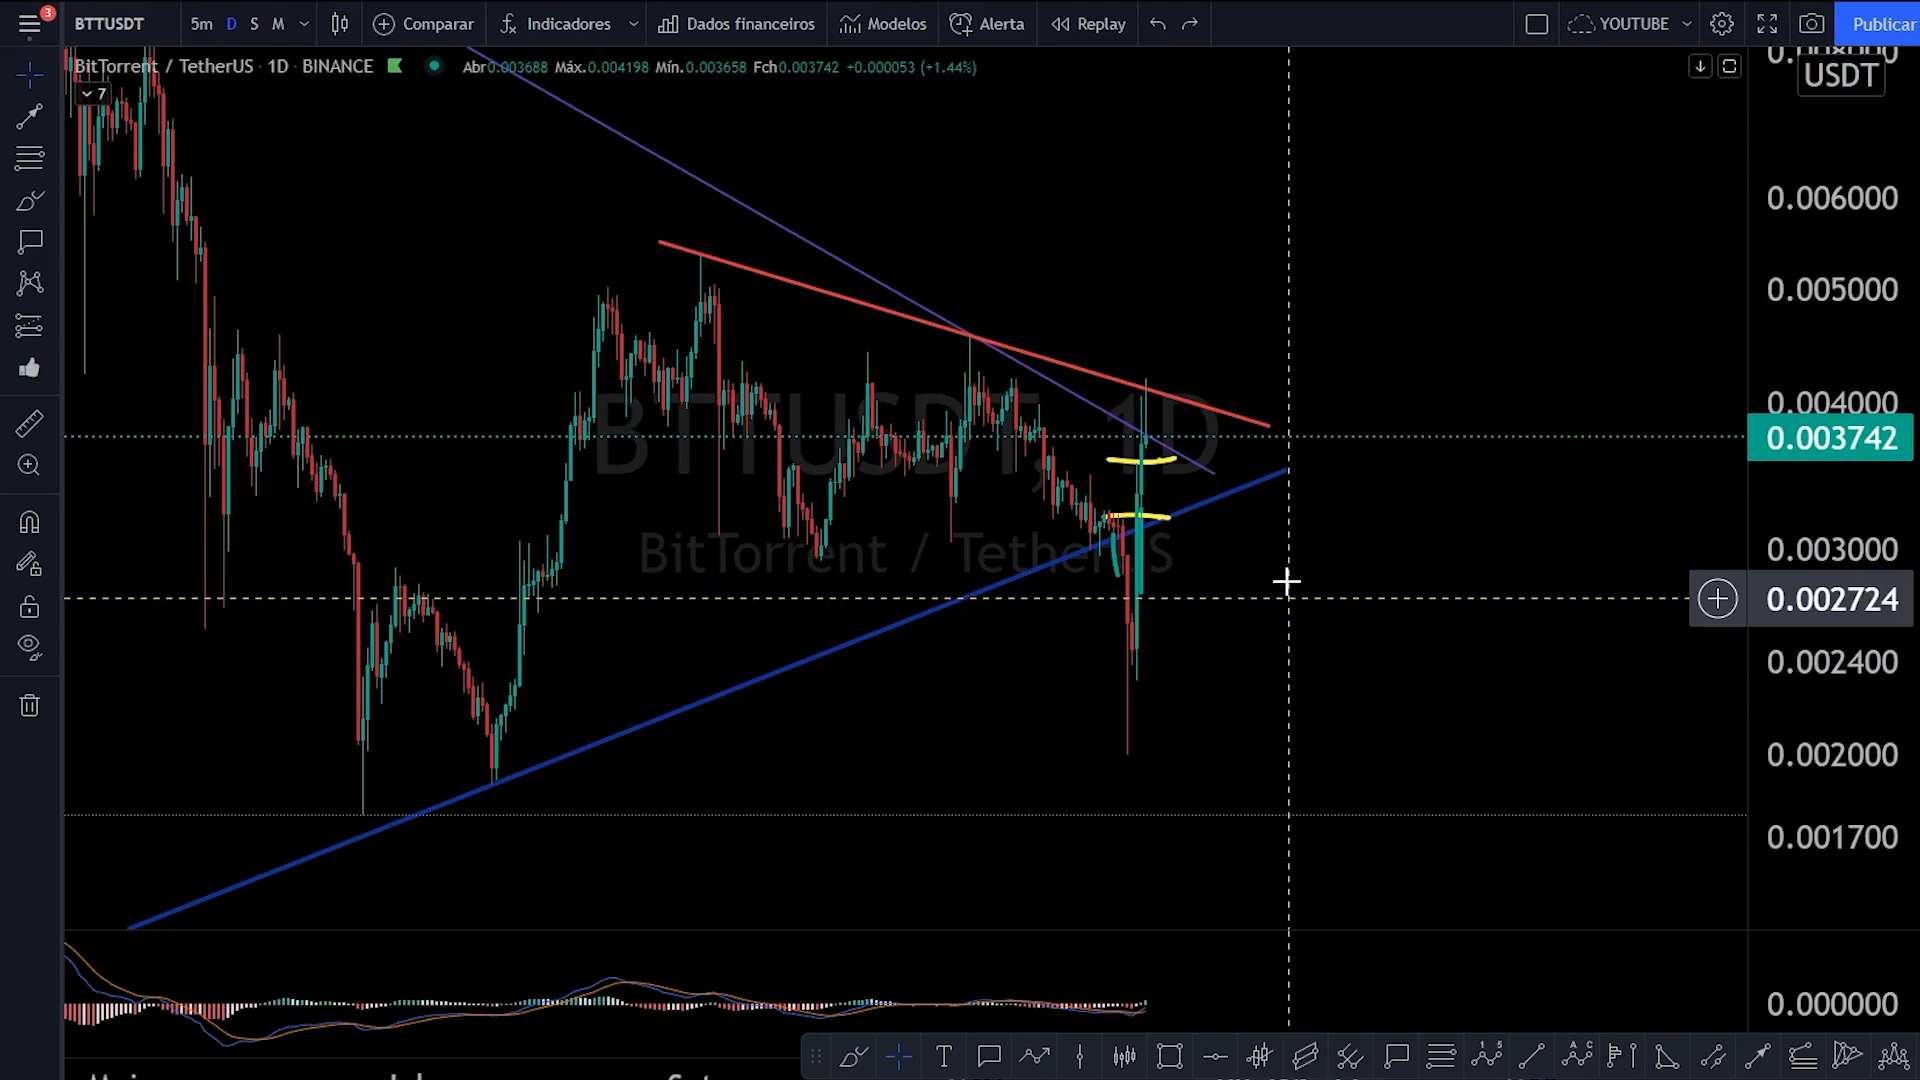 3
BTTUSDT
5m D S M
Comparar
Indicadores
Dados financeiros
Modelos
Alerta
Replay
YOUTUBE
Publicar
BitTorrent / TetherUS · 1D · BINANCE
Abr0.003688 Máx.0.004198 Mín.0.003658 Fch0.003742 +0.000053 (+1.44%)
7
USDT
0.006000
0.005000
0.004000
BTTUSDT, 1D
0.003742
BitTorrent / TetherUS
0.003000
0.002724
0.002400
0.002000
0.001700
0.000000